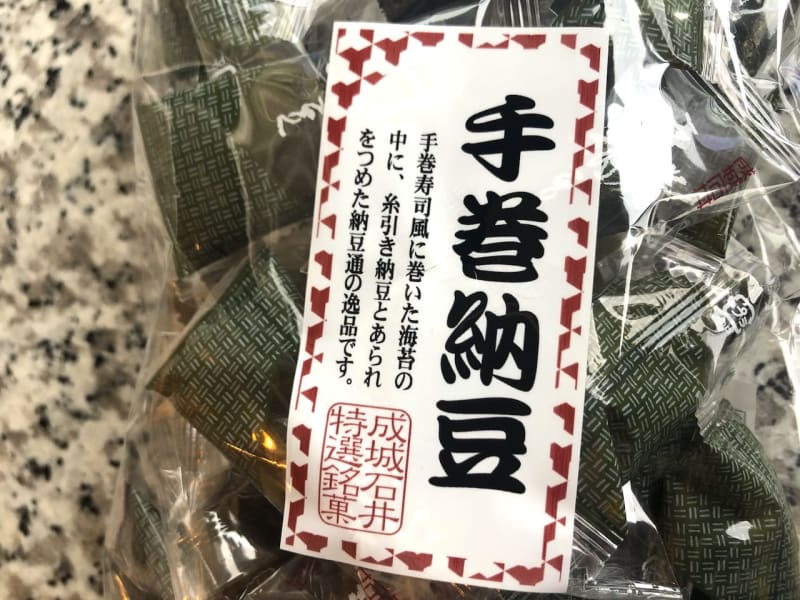 手巻納豆
手巻寿司風に巻いた海苔の
中に、糸引き納豆とあられ
をつめた納豆通の逸品です。
成城石井
特選銘菓